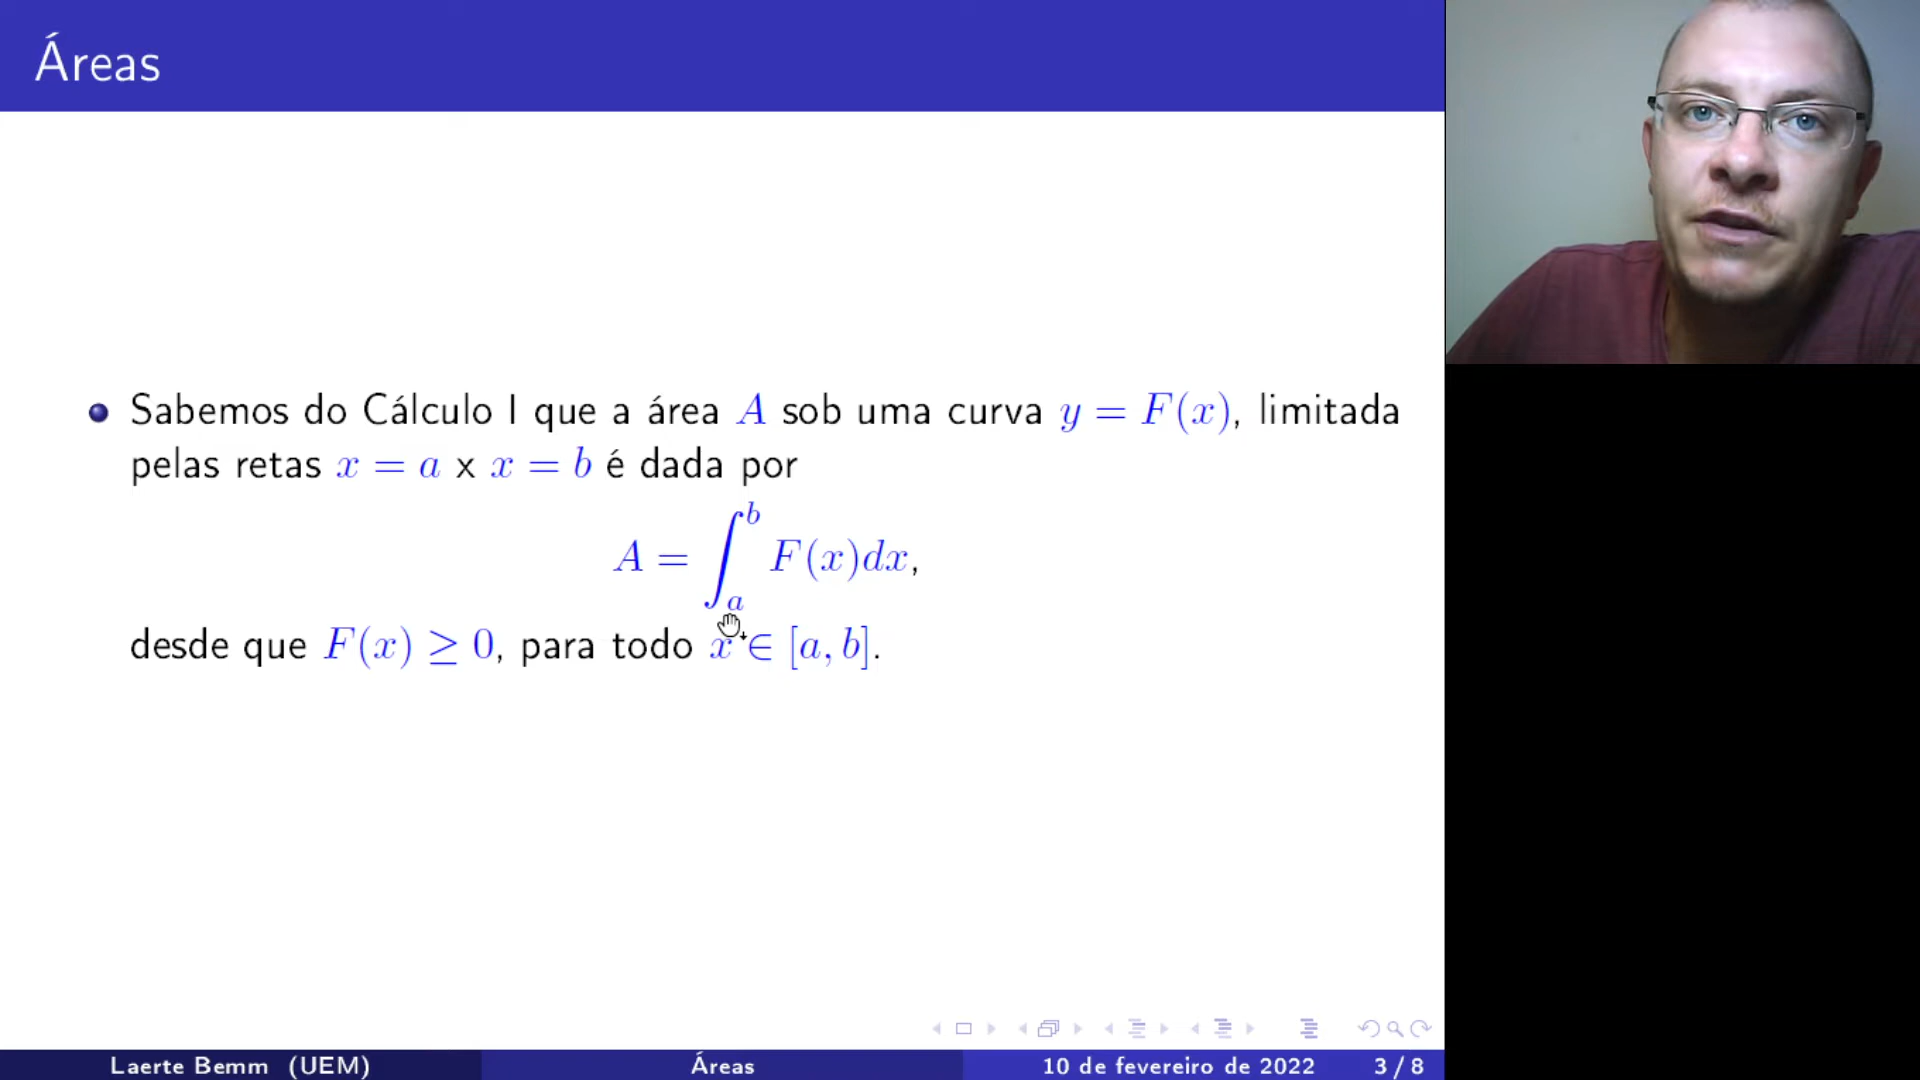 Áreas
Sabemos do Cálculo I que a área A sob uma curva y = F(x), limitada
pelas retas x = a x x = b é dada por
A = ∫_a^b F(x)dx,
desde que F(x) ≥ 0, para todo x ∈ [a, b].
Laerte Bemm (UEM) Áreas 10 de fevereiro de 2022 3 / 8